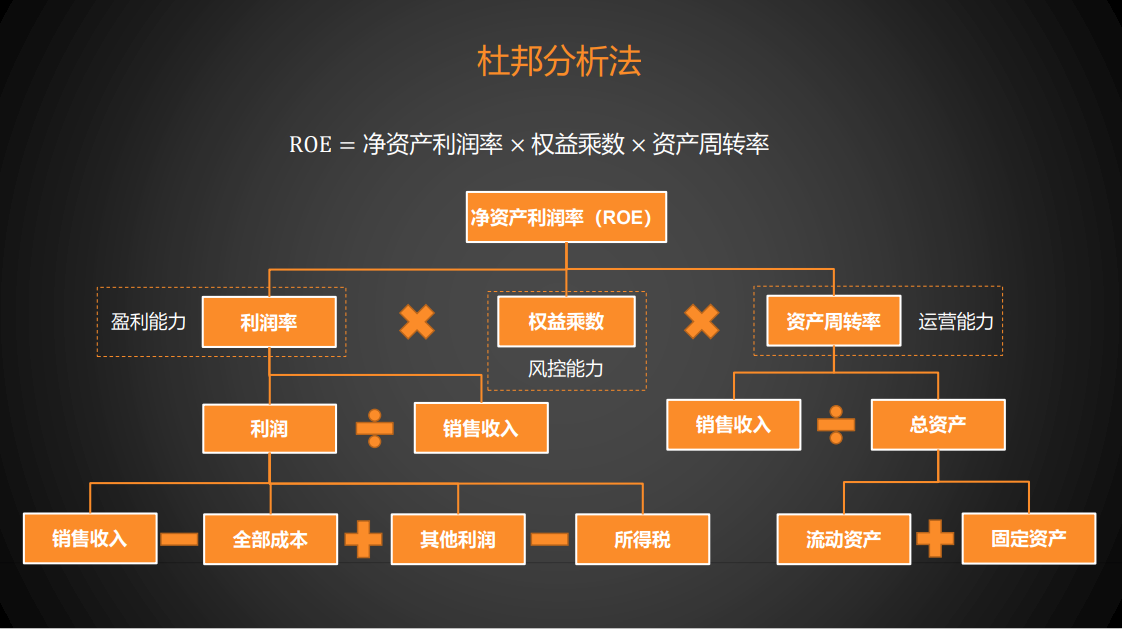 杜邦分析法
ROE = 净资产利润率 × 权益乘数 × 资产周转率
净资产利润率（ROE）
盈利能力
利润率
权益乘数
资产周转率
运营能力
风控能力
利润
销售收入
销售收入
总资产
销售收入
全部成本
其他利润
所得税
流动资产
固定资产